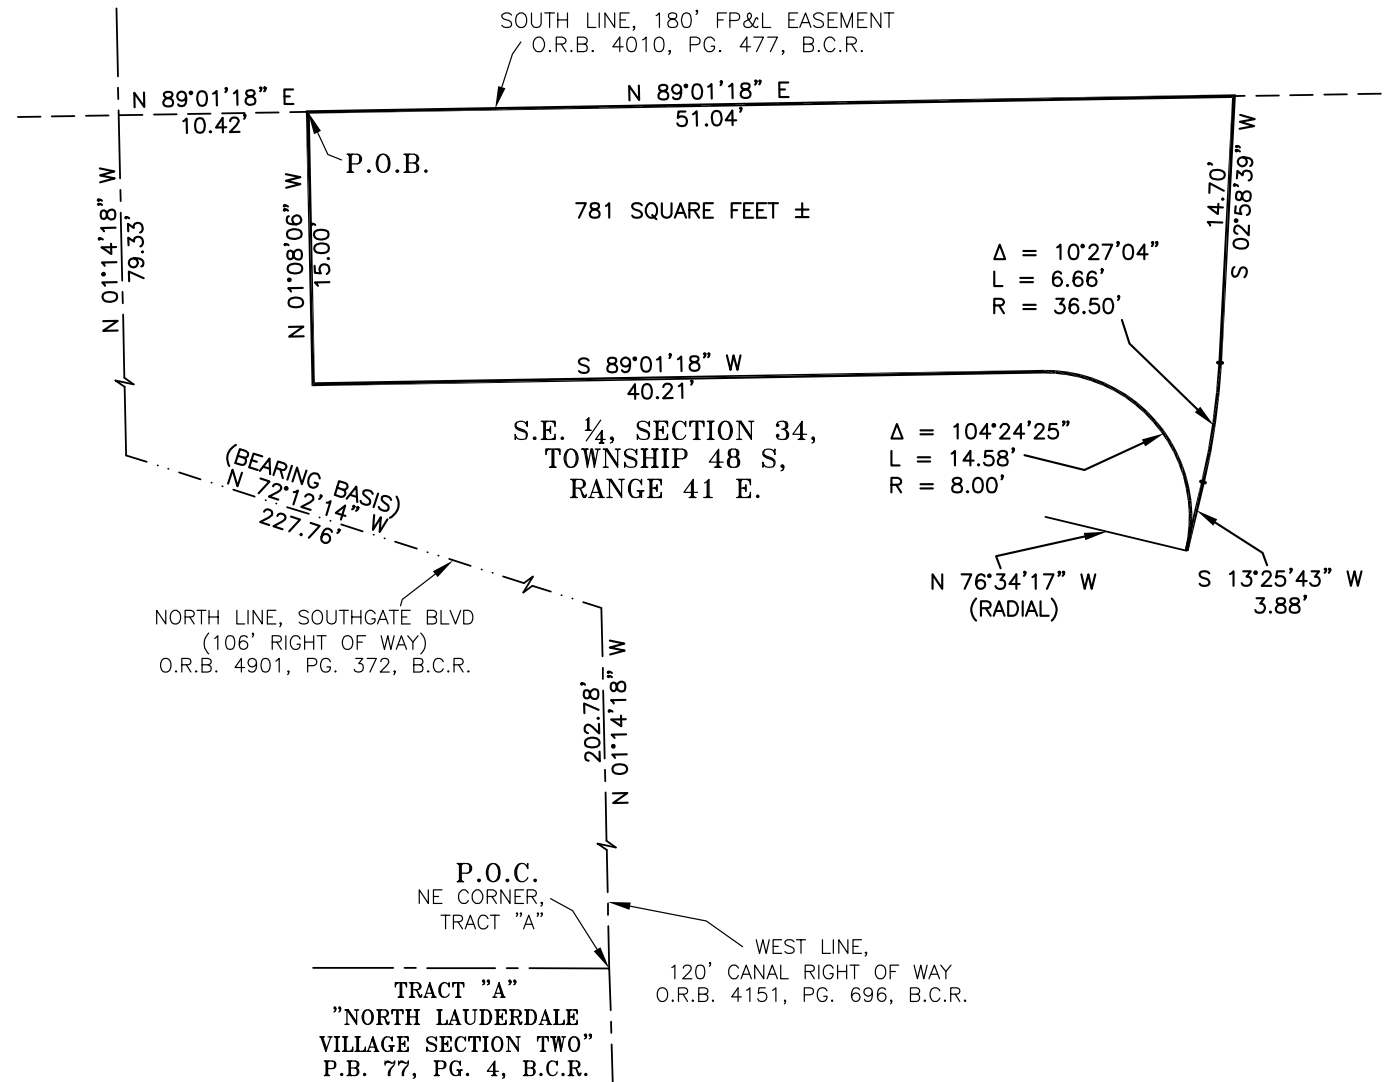 SOUTH LINE, 180' FP&L EASEMENT
O.R.B. 4010, PG. 477, B.C.R.
N 89°01'18" E
10.42'
N 89°01'18" E
51.04'
P.O.B.
N 01°14'18" W
79.33'
N 01°08'06" W
15.00'
781 SQUARE FEET ±
14.70'
S 02°58'39" W
Δ = 10°27'04"
L = 6.66'
R = 36.50'
S 89°01'18" W
40.21'
S.E. ¼, SECTION 34,
TOWNSHIP 48 S,
RANGE 41 E.
Δ = 104°24'25"
L = 14.58'
R = 8.00'
(BEARING BASIS)
N 72°12'14" W
227.76'
N 76°34'17" W
(RADIAL)
S 13°25'43" W
3.88'
NORTH LINE, SOUTHGATE BLVD
(106' RIGHT OF WAY)
O.R.B. 4901, PG. 372, B.C.R.
202.78'
N 01°14'18" W
P.O.C.
NE CORNER,
TRACT "A"
WEST LINE,
120' CANAL RIGHT OF WAY
O.R.B. 4151, PG. 696, B.C.R.
TRACT "A"
"NORTH LAUDERDALE
VILLAGE SECTION TWO"
P.B. 77, PG. 4, B.C.R.